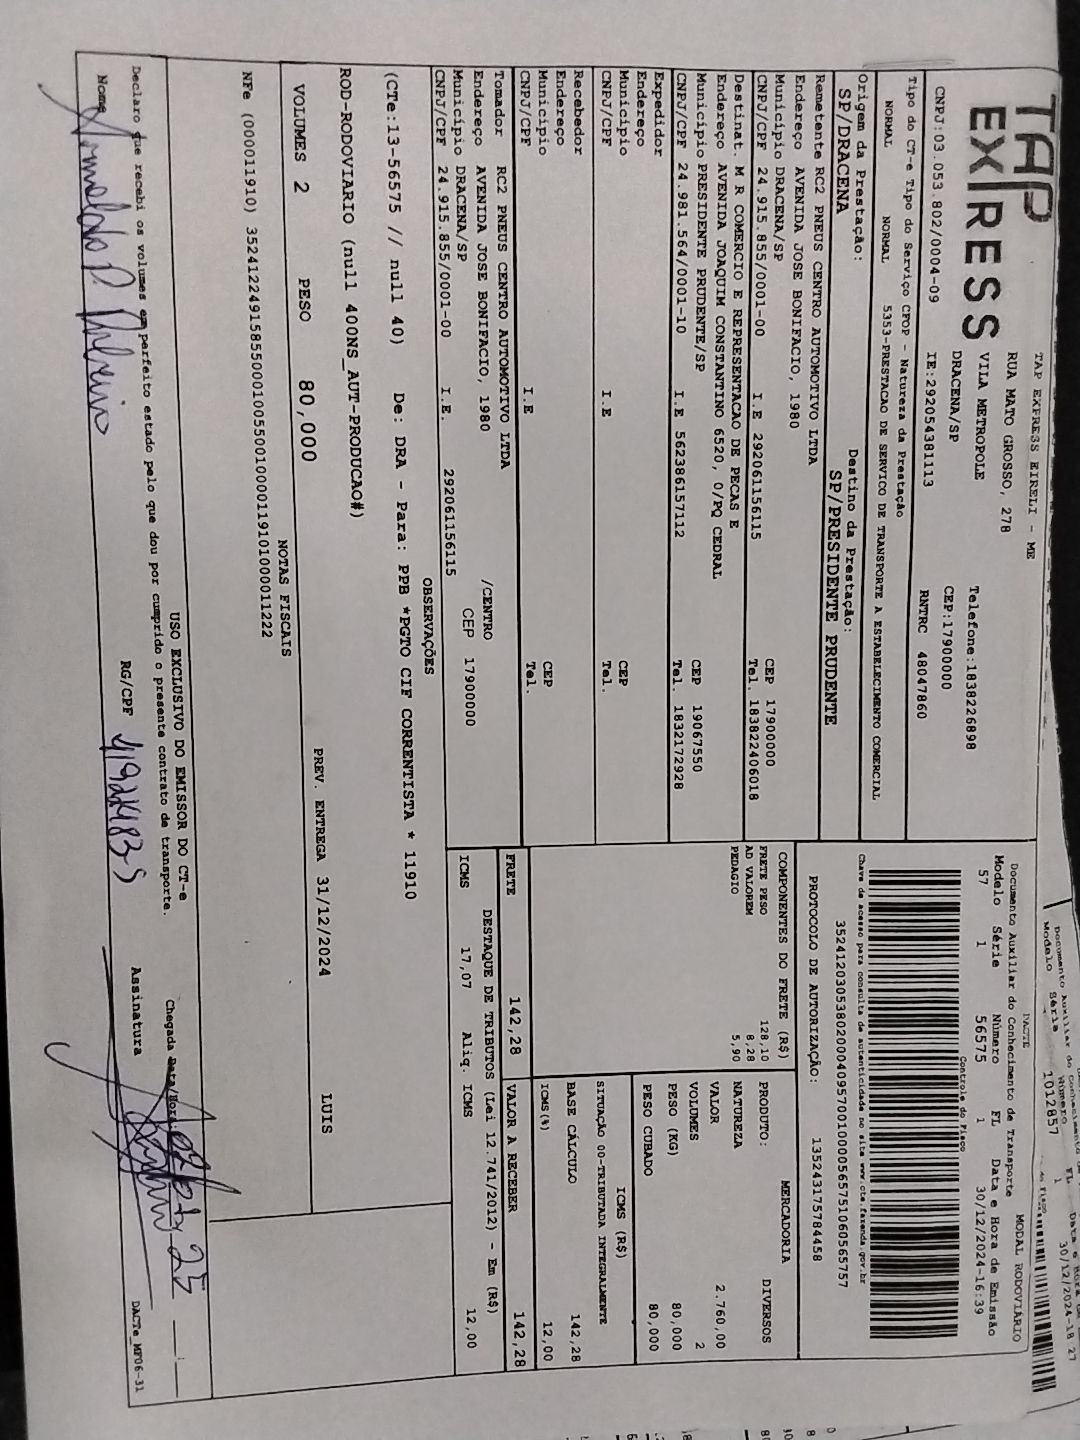 TAP
EXPRESS
TAP EXPRESS EIRELI - ME
RUA MATO GROSSO, 278
VILA METROPOLE
DRACENA/SP
Telefone:1838226898
CEP:17900000
CNPJ:03.053.802/0004-09 IE:292054381113 RNTRC 48047860
Tipo do CT-e Tipo do Serviço CFOP - Natureza da Prestação
NORMAL NORMAL 5353-PRESTACAO DE SERVICO DE TRANSPORTE A ESTABELECIMENTO COMERCIAL
Origem da Prestação: Destino da Prestação:
SP/DRACENA SP/PRESIDENTE PRUDENTE
Remetente RC2 PNEUS CENTRO AUTOMOTIVO LTDA
Endereço AVENIDA JOSE BONIFACIO, 1980
Municipio DRACENA/SP CEP 17900000
CNPJ/CPF 24.915.855/0001-00 I.E 292061156115 Tel. 183822406018
Destinat. M R COMERCIO E REPRESENTACAO DE PECAS E
Endereço AVENIDA JOAQUIM CONSTANTINO 6520, 0/PQ CEDRAL
Municipio PRESIDENTE PRUDENTE/SP CEP 19067550
CNPJ/CPF 24.981.564/0001-10 I.E 562386157112 Tel. 1832172928
Expedidor
Endereço
Municipio CEP
CNPJ/CPF I.E Tel.
Recebedor
Endereço
Municipio CEP
CNPJ/CPF I.E Tel.
Tomador RC2 PNEUS CENTRO AUTOMOTIVO LTDA
Endereço AVENIDA JOSE BONIFACIO, 1980 /CENTRO
Municipio DRACENA/SP CEP 17900000
CNPJ/CPF 24.915.855/0001-00 I.E. 292061156115
DACTE
Documento Auxiliar do Conhecimento de Transporte MODAL RODOVIARIO
Modelo Série Número FL Data e Hora de Emissão
57 1 56575 1 30/12/2024-16:39
Controle do Fisco
Chave de acesso para consulta de autenticidade no site www.cte.fazenda.gov.br
35241203053802000409570010000565751060565757
PROTOCOLO DE AUTORIZAÇÃO: 135243175784458
COMPONENTES DO FRETE (R$)
FRETE PESO 128,10
AD VALOREM 8,28
PEDAGIO 5,90
MERCADORIA
PRODUTO: DIVERSOS
NATUREZA
VALOR 2.760,00
VOLUMES 2
PESO (KG) 80,000
PESO CUBADO 80,000
ICMS (R$)
SITUAÇÃO 00-TRIBUTADA INTEGRALMENTE
BASE CÁLCULO 142,28
ICMS(%) 12,00
FRETE 142,28 VALOR A RECEBER 142,28
DESTAQUE DE TRIBUTOS (Lei 12.741/2012) - Em (R$)
ICMS 17,07 Aliq. ICMS 12,00
OBSERVAÇÕES
(CTe:13-56575 // null 40) De: DRA - Para: PPB *PGTO CIF CORRENTISTA * 11910
ROD-RODOVIARIO (null 400NS_AUT-PRODUCAO#)
VOLUMES 2 PESO 80,000 PREV. ENTREGA 31/12/2024 LUIS
NOTAS FISCAIS
NFe (000011910) 35241224915855000100550010000119101000011222
USO EXCLUSIVO DO EMISSOR DO CT-e
Declaro que recebi os volumes em perfeito estado pelo que dou por cumprido o presente contrato de transporte.
Chegada Data/Hora
Nome RG/CPF Assinatura
DACTe_MF06-31
Documento Auxiliar do Conhecimento
Modelo Série Número FL
1012857 1 30/12/2024-18:27